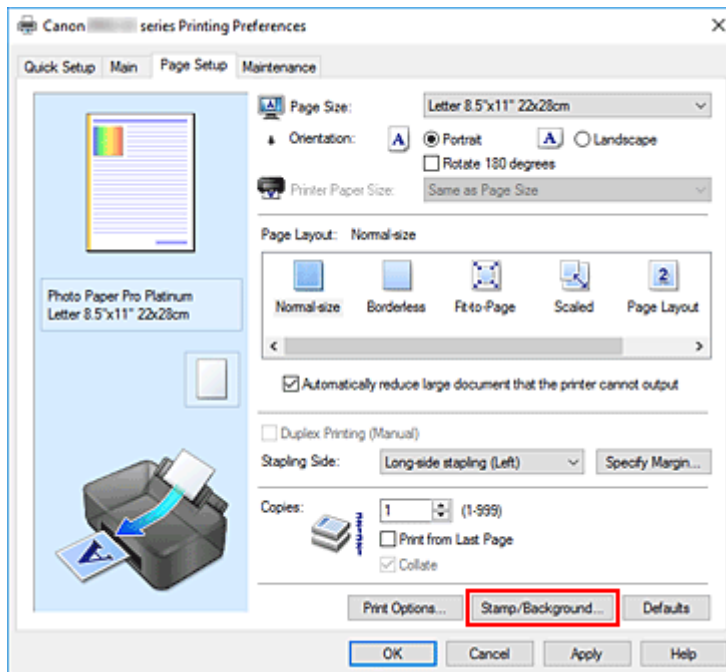 Canon series Printing Preferences
Quick Setup Main Page Setup Maintenance
Page Size: Letter 8.5"x11" 22x28cm
Orientation: A Portrait A Landscape
Rotate 180 degrees
Printer Paper Size: Same as Page Size
Page Layout: Normal-size
2
Normal-size Borderless Fit-to-Page Scaled Page Layout
Photo Paper Pro Platinum
Letter 8.5"x11" 22x28cm
Automatically reduce large document that the printer cannot output
Duplex Printing (Manual)
Stapling Side: Long-side stapling (Left) Specify Margin...
Copies: 1 (1-999)
Print from Last Page
Collate
A
Print Options... Stamp/Background... Defaults
OK Cancel Apply Help